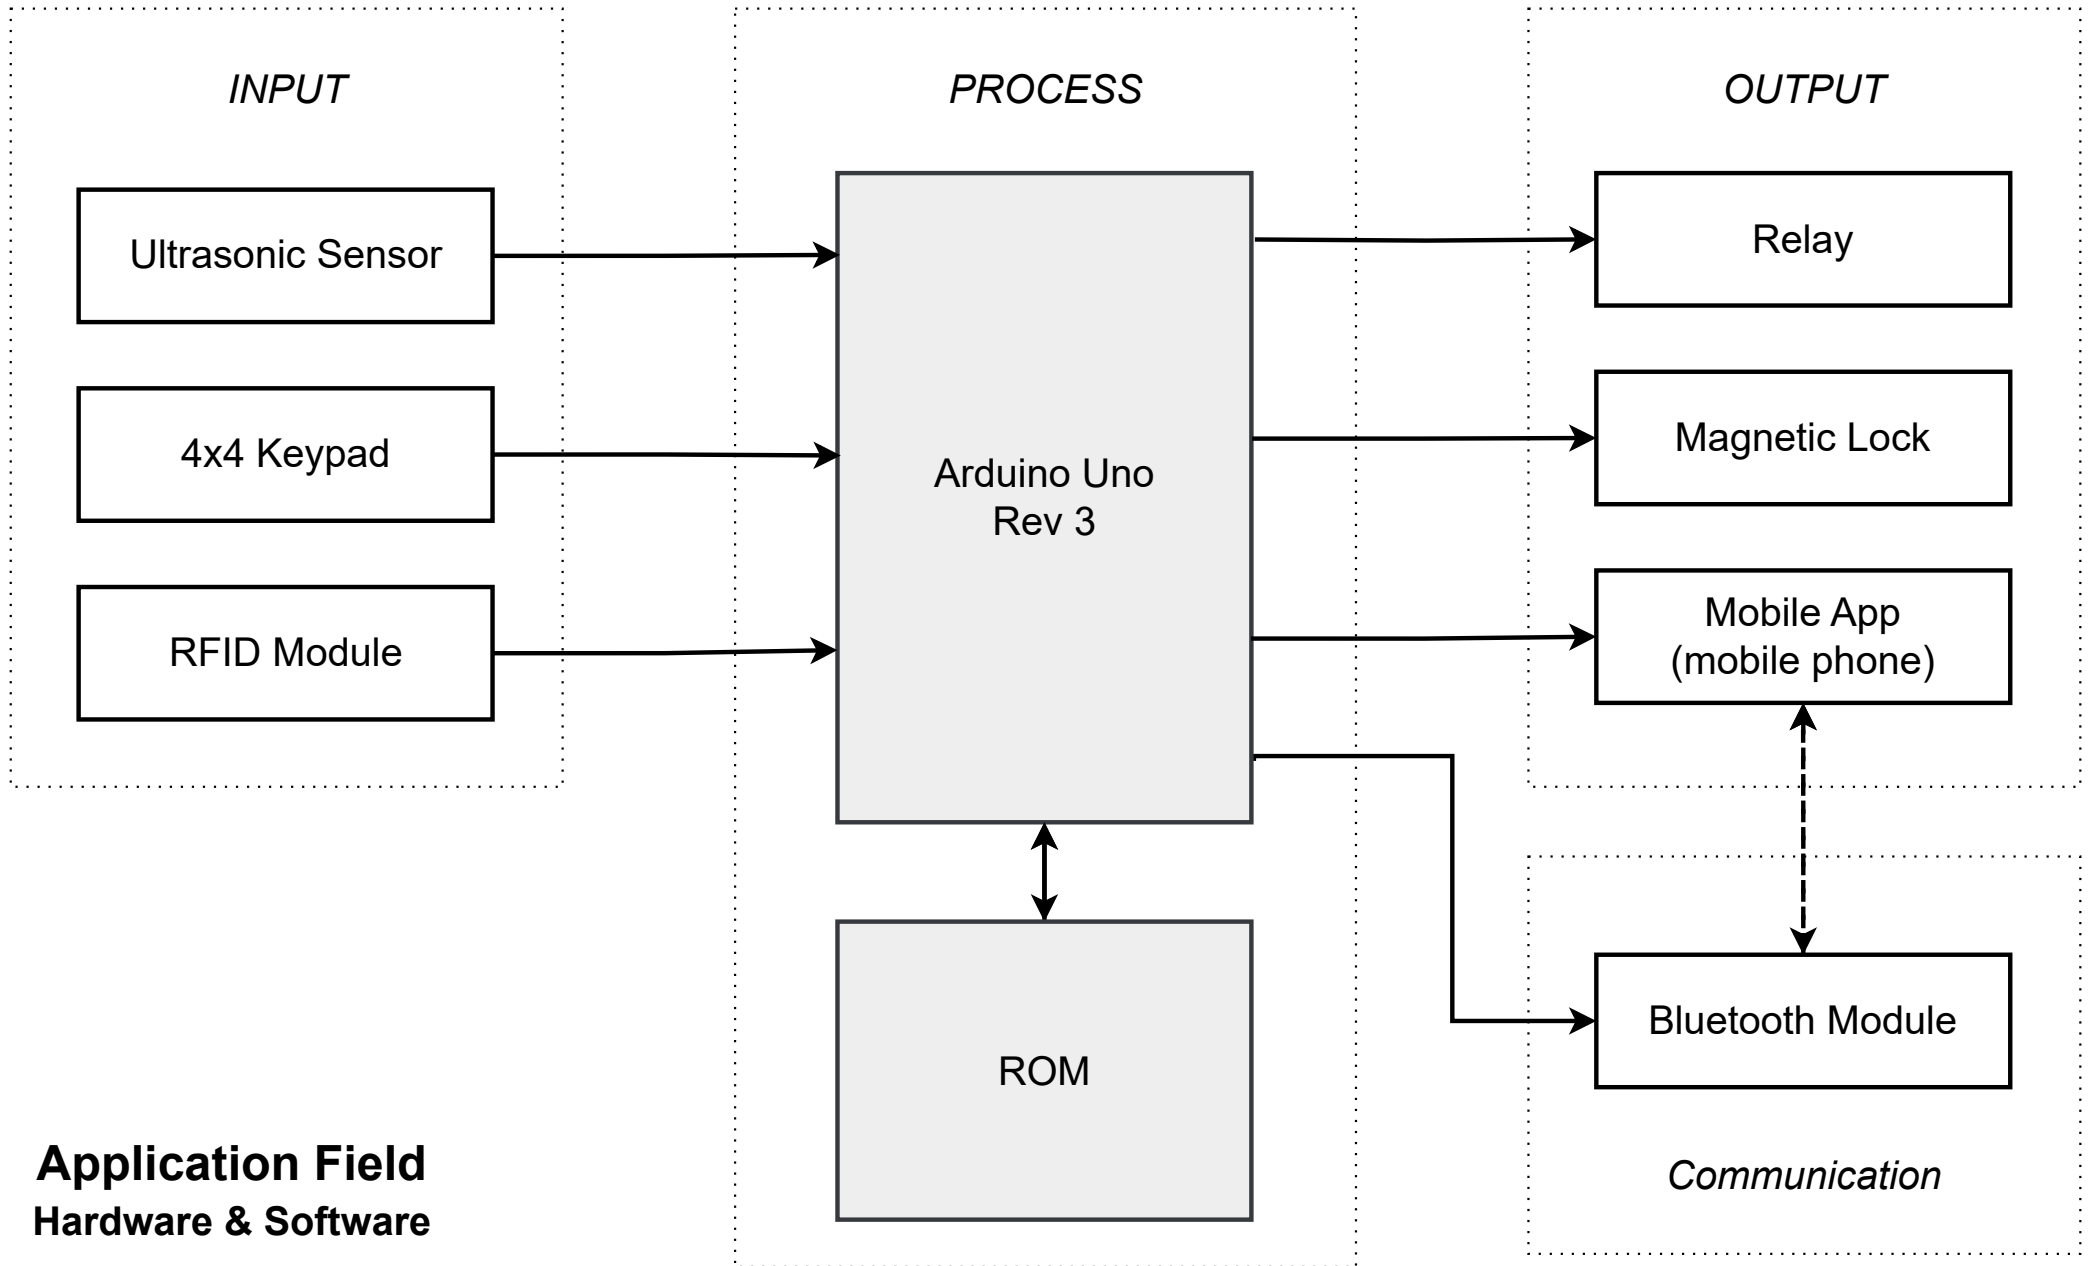 INPUT
Ultrasonic Sensor
4x4 Keypad
RFID Module
PROCESS
Arduino Uno
Rev 3
ROM
OUTPUT
Relay
Magnetic Lock
Mobile App
(mobile phone)
Bluetooth Module
Communication
Application Field
Hardware & Software